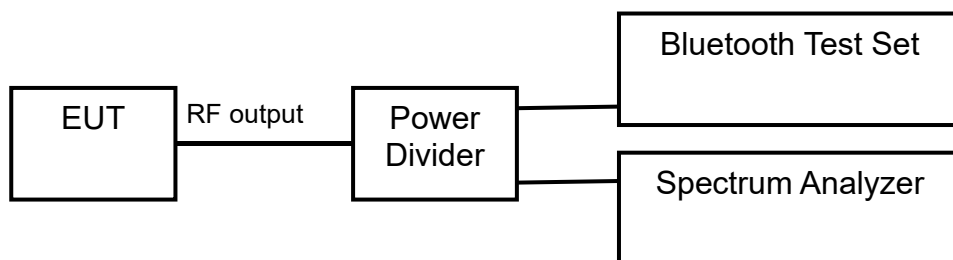 EUT
RF output
Power
Divider
Bluetooth Test Set
Spectrum Analyzer